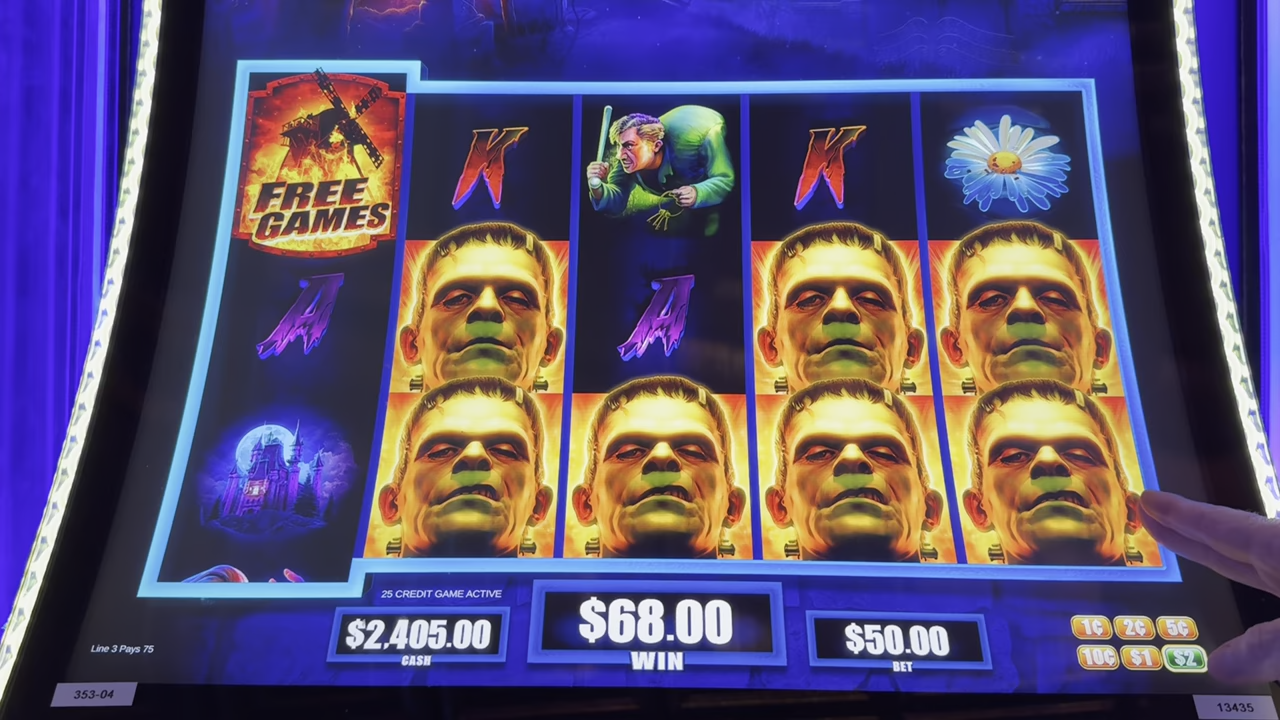 FREE
GAMES
K
K
A
A
25 CREDIT GAME ACTIVE
$2,405.00
CASH
$68.00
WIN
$50.00
BET
1¢ 2¢ 5¢
10¢ $1 $2
Line 3 Pays 75
353-04
13435